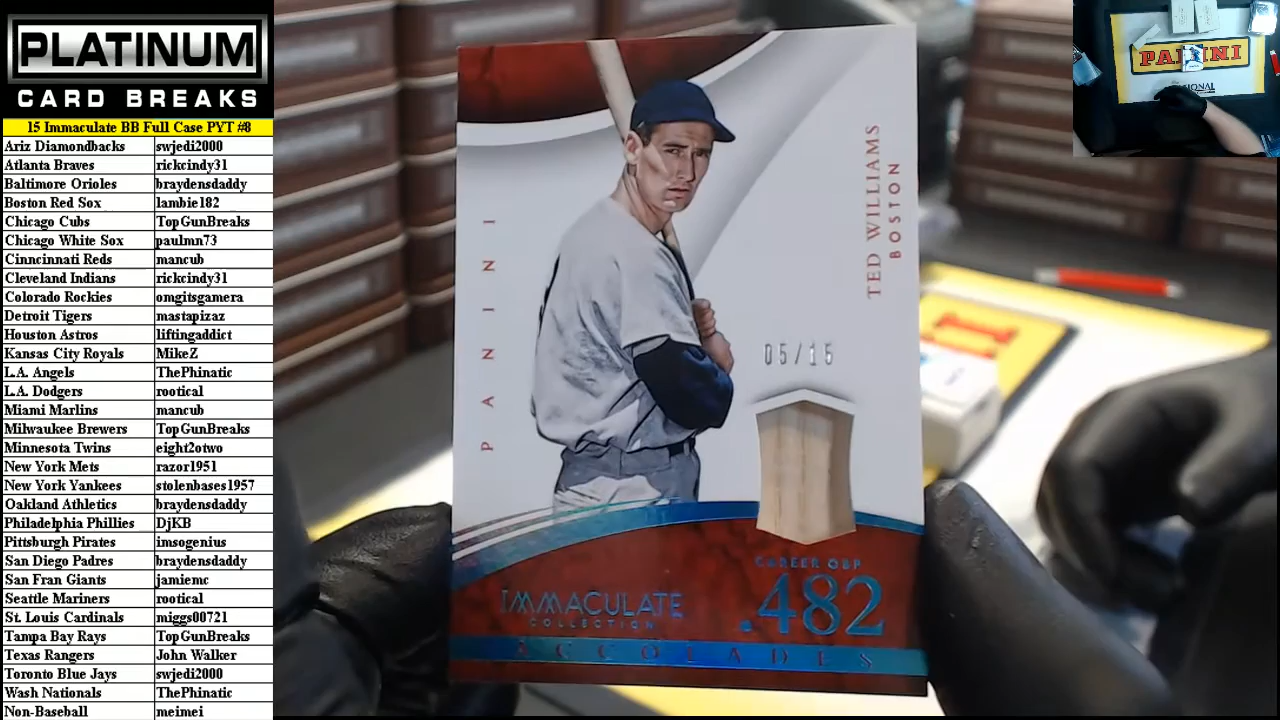 PLATINUM
CARD BREAKS
15 Immaculate BB Full Case PYT #8
Ariz Diamondbacks swjedi2000
Atlanta Braves rickcindy31
Baltimore Orioles braydensdaddy
Boston Red Sox lambie182
Chicago Cubs TopGunBreaks
Chicago White Sox paulmn73
Cinncinnati Reds mancub
Cleveland Indians rickcindy31
Colorado Rockies omgitsgamera
Detroit Tigers mastapizaz
Houston Astros liftingaddict
Kansas City Royals MikeZ
L.A. Angels ThePhinatic
L.A. Dodgers rootical
Miami Marlins mancub
Milwaukee Brewers TopGunBreaks
Minnesota Twins eight2otwo
New York Mets razor1951
New York Yankees stolenbases1957
Oakland Athletics braydensdaddy
Philadelphia Phillies DjKB
Pittsburgh Pirates imsogenius
San Diego Padres braydensdaddy
San Fran Giants jamiemc
Seattle Mariners rootical
St. Louis Cardinals miggs00721
Tampa Bay Rays TopGunBreaks
Texas Rangers John Walker
Toronto Blue Jays swjedi2000
Wash Nationals ThePhinatic
Non-Baseball meimei
PANINI
TED WILLIAMS
BOSTON
05/15
CAREER OBP
.482
IMMACULATE
COLLECTION
ACCOLADES
PANINI